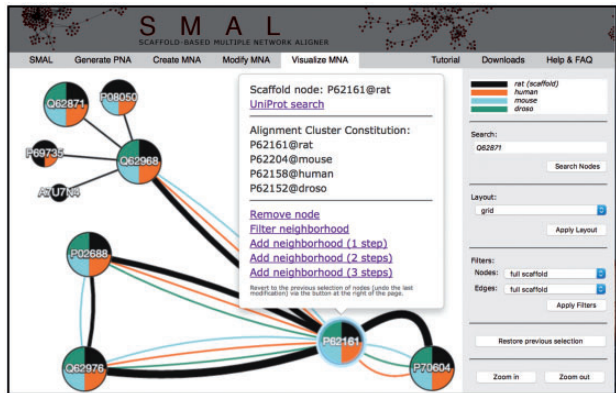 S M A L
SCAFFOLD-BASED MULTIPLE NETWORK ALIGNER
SMAL Generate PNA Create MNA Modify MNA Visualize MNA Tutorial Downloads Help & FAQ
Q62871
P08050
P69735
A7U7N4
Q62968
P02688
Q62976
P62161
P70604
Scaffold node: P62161@rat
UniProt search
Alignment Cluster Constitution:
P62161@rat
P62204@mouse
P62158@human
P62152@droso
Remove node
Filter neighborhood
Add neighborhood (1 step)
Add neighborhood (2 steps)
Add neighborhood (3 steps)
Revert to the previous selection of nodes (undo the last
modification) via the button at the right of the page.
rat (scaffold)
human
mouse
droso
Search:
Q62871
Search Nodes
Layout:
grid
Apply Layout
Filters:
Nodes: full scaffold
Edges: full scaffold
Apply Filters
Restore previous selection
Zoom in Zoom out